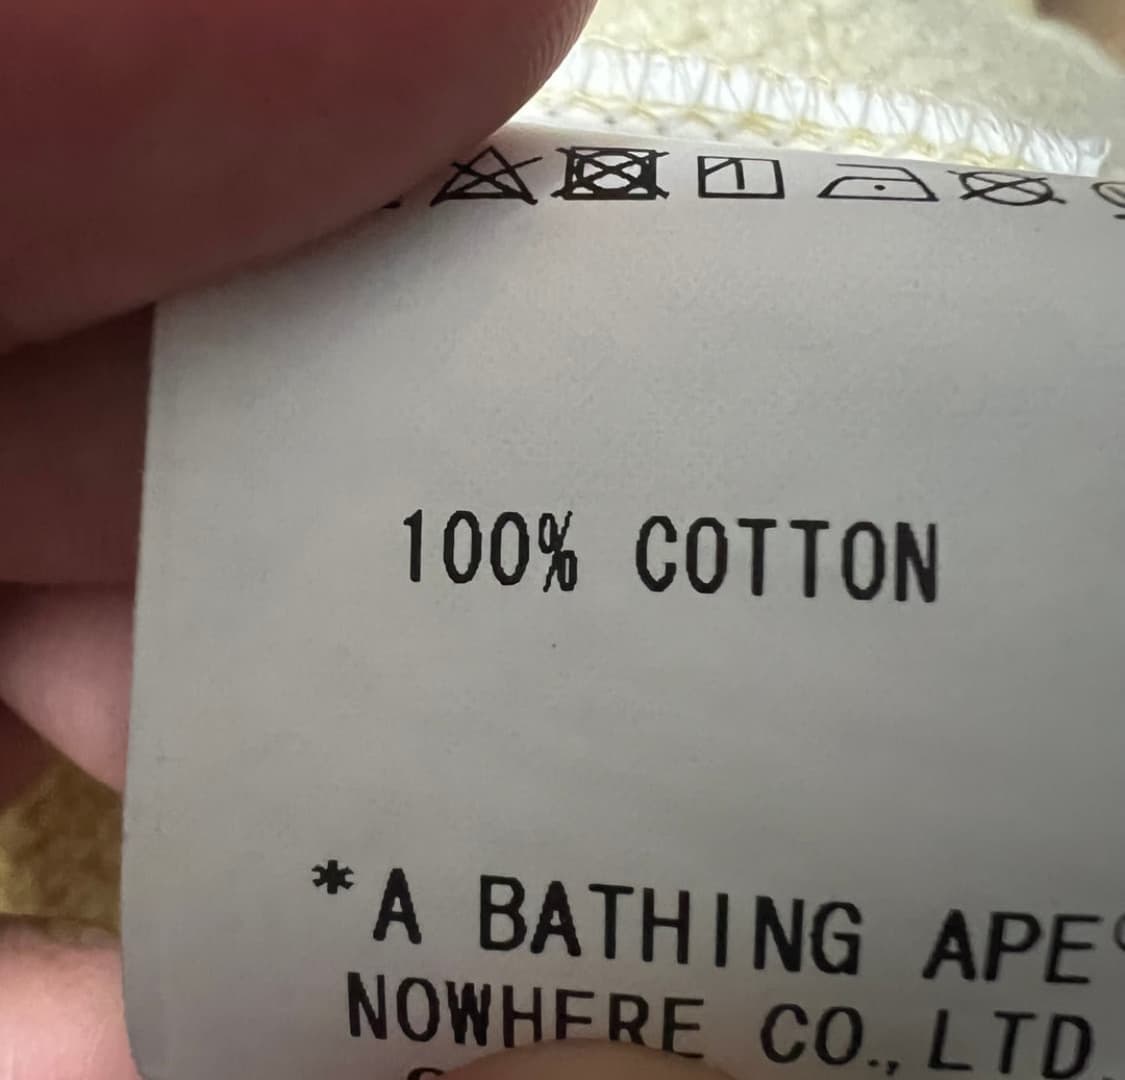 100% COTTON
*A BATHING APE
NOWHERE CO., LTD.